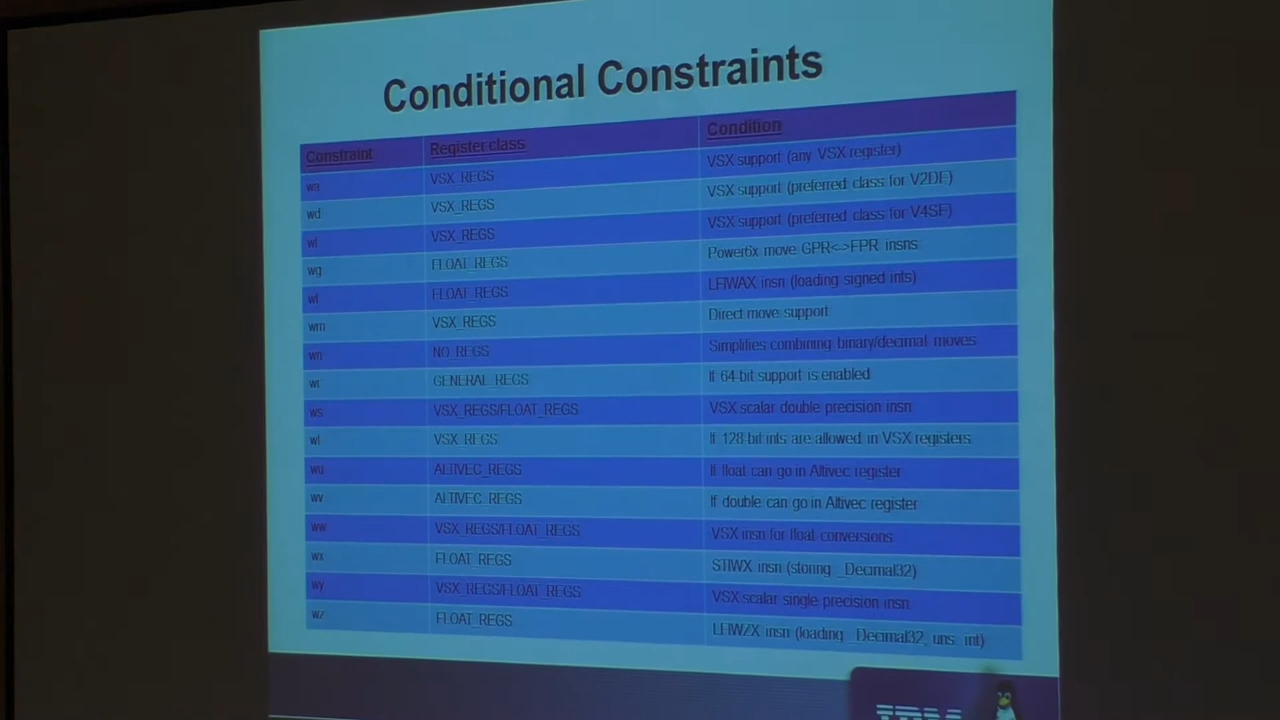 Conditional Constraints
Constraint Register class Condition
wa VSX_REGS VSX support (any VSX register)
wd VSX_REGS VSX support (preferred class for V2DF)
wf VSX_REGS VSX support (preferred class for V4SF)
wg FLOAT_REGS Power6x move GPR<->FPR insns
wl FLOAT_REGS LFIWAX insn (loading signed ints)
wm VSX_REGS Direct move support
wn NO_REGS Simplifies combining binary/decimal moves
wr GENERAL_REGS If 64-bit support is enabled
ws VSX_REGS/FLOAT_REGS VSX scalar double precision insn
wt VSX_REGS If 128-bit ints are allowed in VSX registers
wu ALTIVEC_REGS If float can go in Altivec register
wv ALTIVEC_REGS If double can go in Altivec register
ww VSX_REGS/FLOAT_REGS VSX insn for float conversions
wx FLOAT_REGS STIWX insn (storing _Decimal32)
wy VSX_REGS/FLOAT_REGS VSX scalar single precision insn
wz FLOAT_REGS LFIWZX insn (loading _Decimal32, uns. int)
IBM